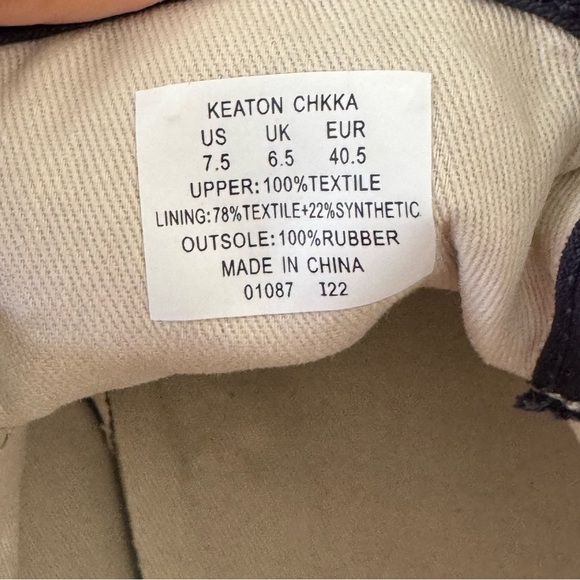 KEATON CHKKA
US UK EUR
7.5 6.5 40.5
UPPER:100%TEXTILE
LINING:78%TEXTILE+22%SYNTHETIC
OUTSOLE:100%RUBBER
MADE IN CHINA
01087 I22